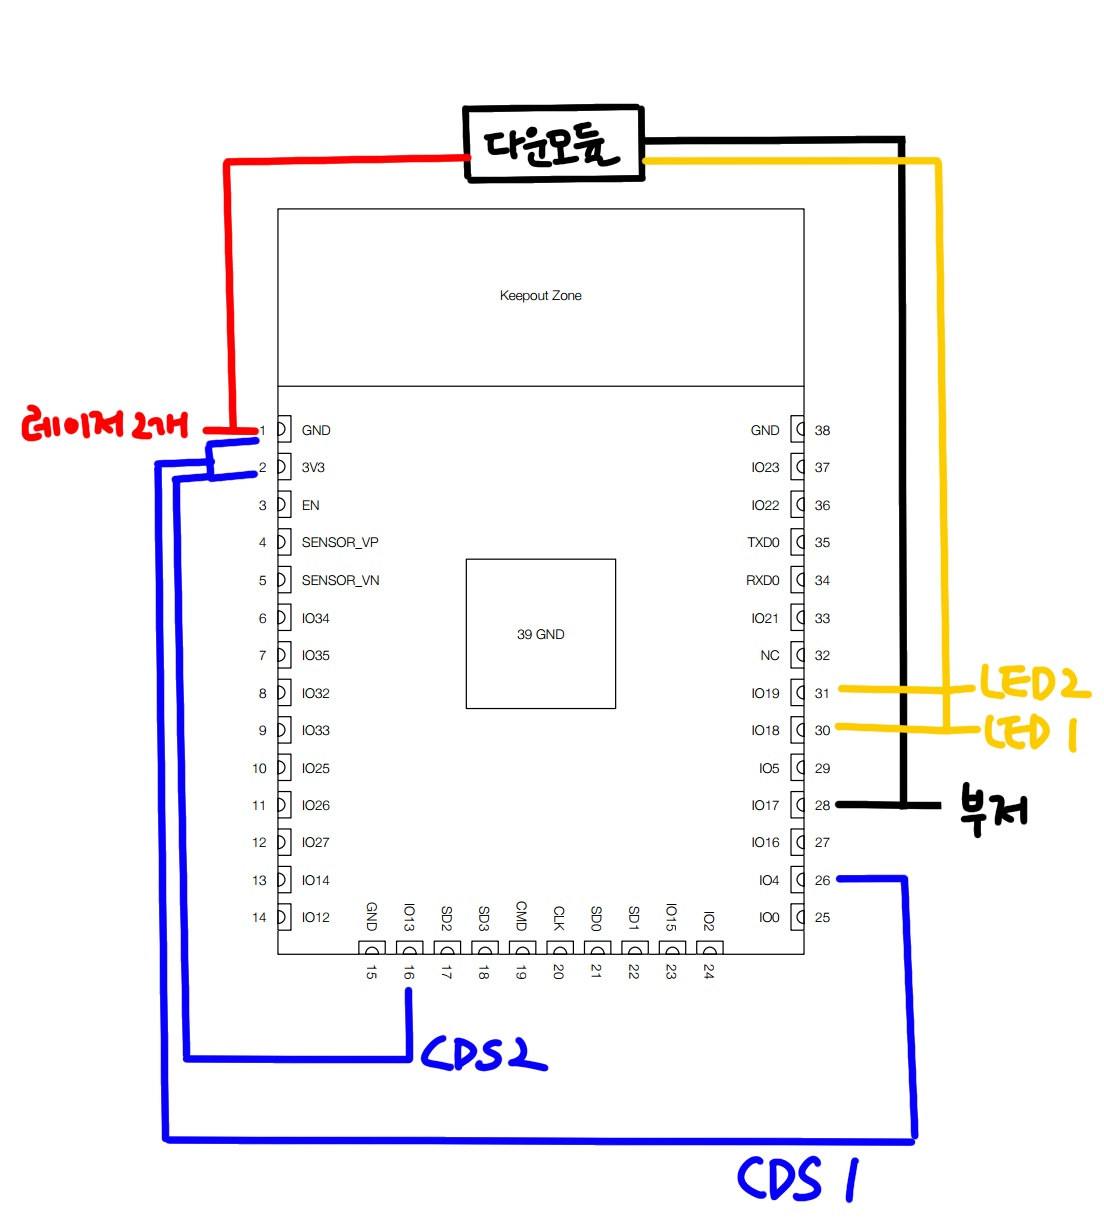 다운모듈
Keepout Zone
레이저 2개
1 GND
2 3V3
3 EN
4 SENSOR_VP
5 SENSOR_VN
6 IO34
7 IO35
8 IO32
9 IO33
10 IO25
11 IO26
12 IO27
13 IO14
14 IO12
39 GND
GND 38
IO23 37
IO22 36
TXD0 35
RXD0 34
IO21 33
NC 32
IO19 31
LED2
IO18 30
LED 1
IO5 29
IO17 28
부저
IO16 27
IO4 26
IO0 25
GND 15
IO13 16
SD2 17
SD3 18
CMD 19
CLK 20
SD0 21
SD1 22
IO15 23
IO2 24
CDS2
CDS 1